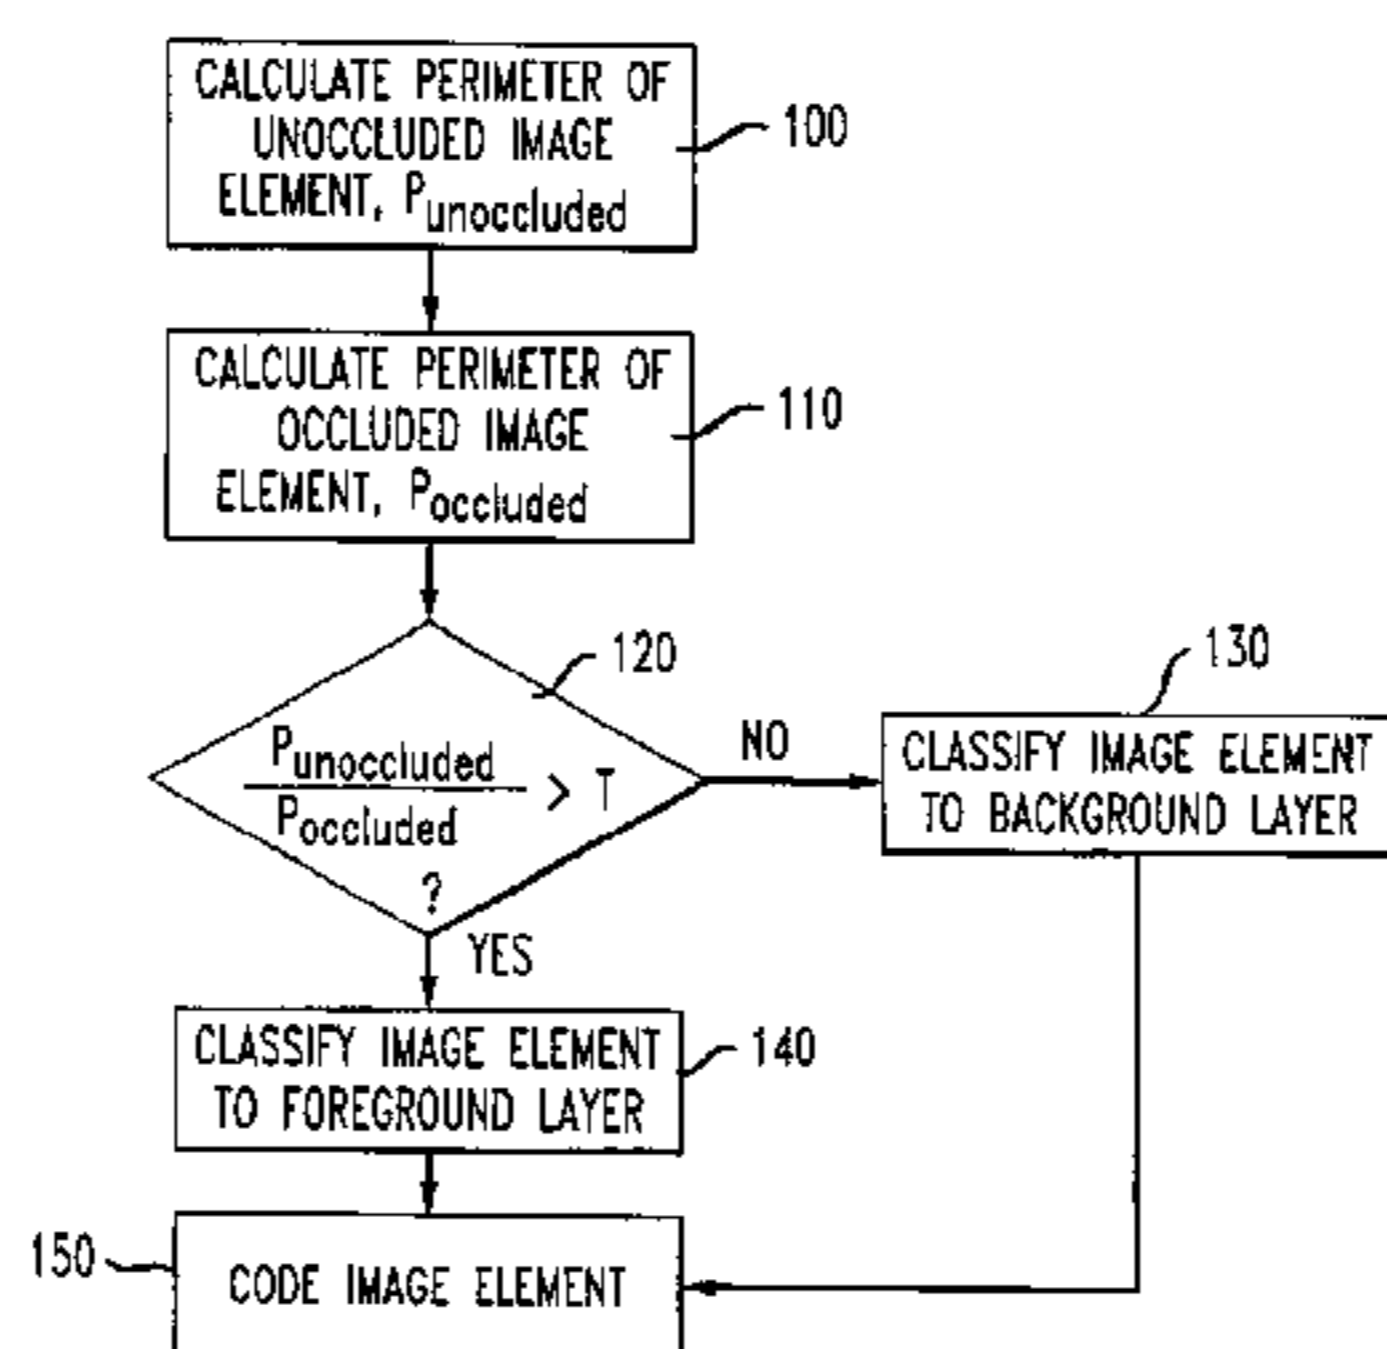 CALCULATE PERIMETER OF
UNOCCLUDED IMAGE
ELEMENT, Punoccluded
100
CALCULATE PERIMETER OF
OCCLUDED IMAGE
ELEMENT, Poccluded
110
120
Punoccluded
Poccluded
> T
?
NO
YES
130
CLASSIFY IMAGE ELEMENT
TO BACKGROUND LAYER
CLASSIFY IMAGE ELEMENT
TO FOREGROUND LAYER
140
150
CODE IMAGE ELEMENT